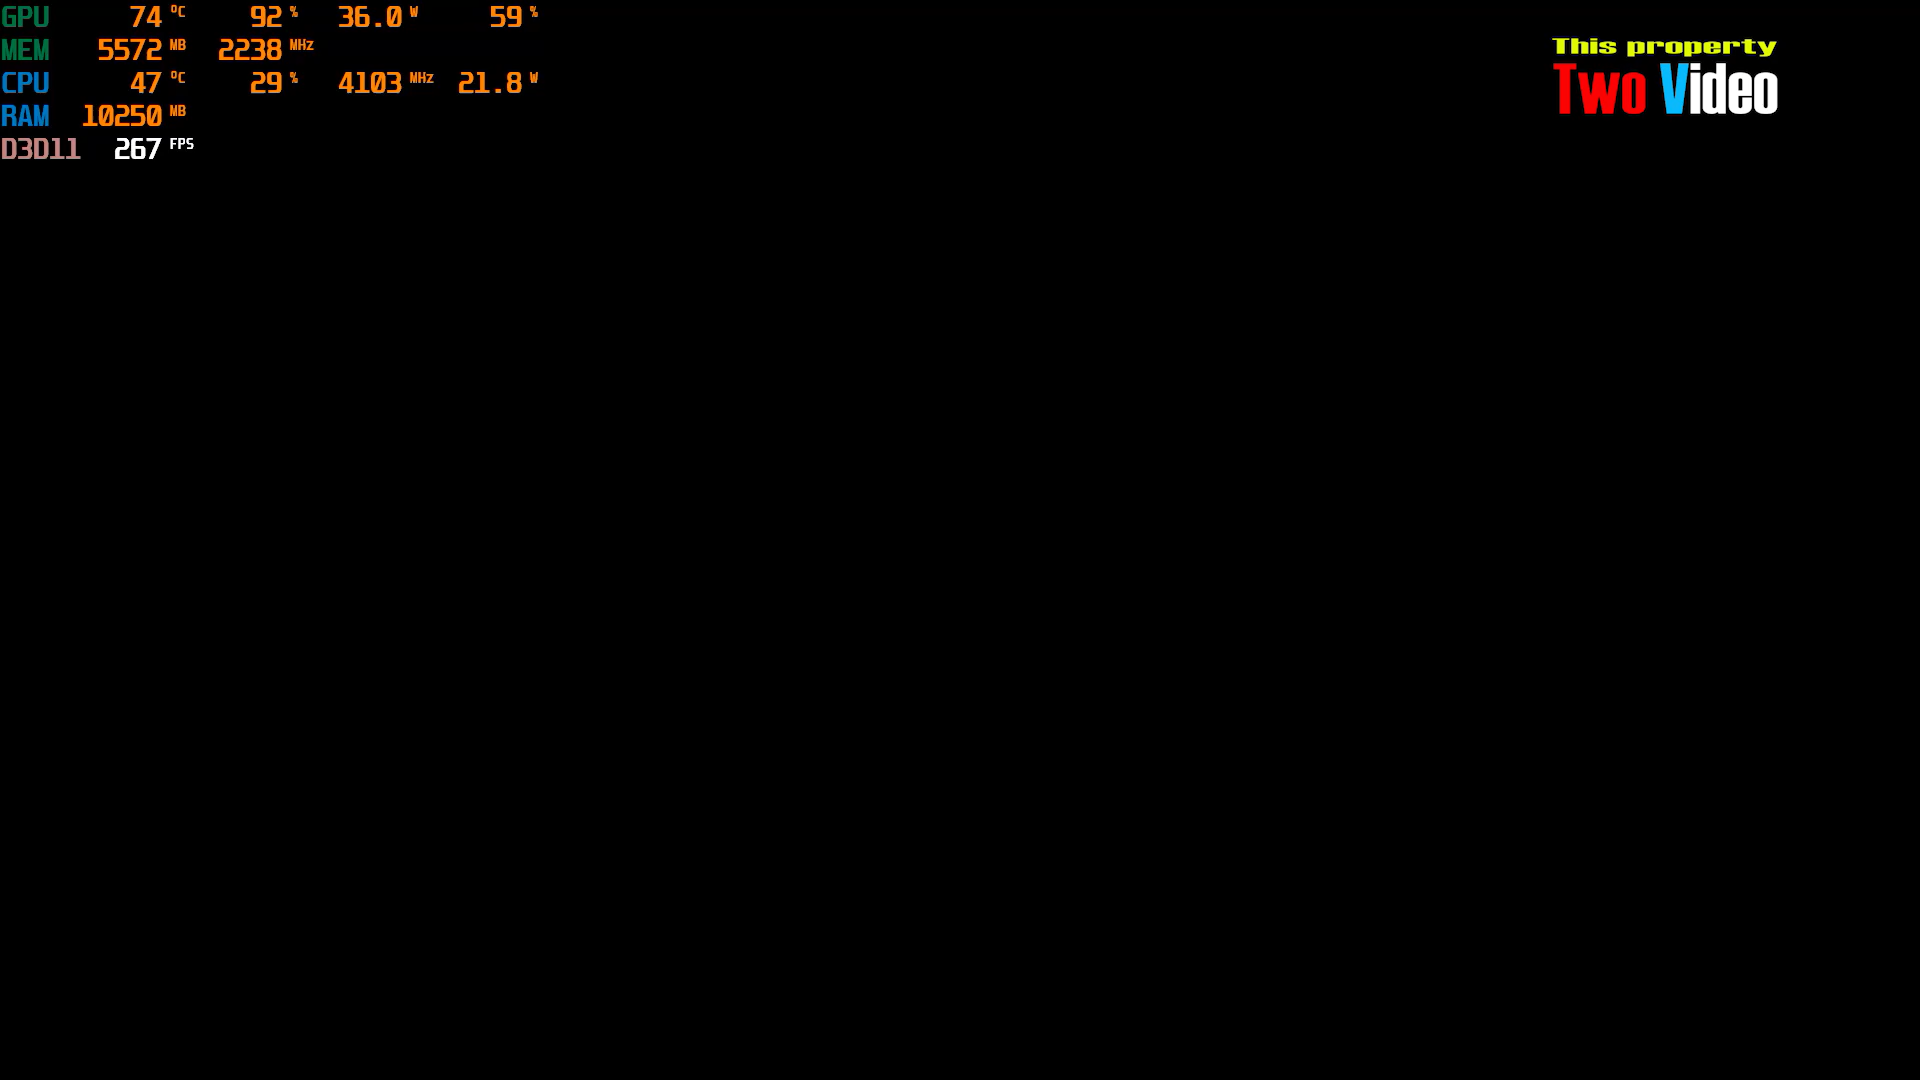 GPU 74 °C 92 % 36.0 W 59 %
MEM 5572 MB 2238 MHz
CPU 47 °C 29 % 4103 MHz 21.8 W
RAM 10250 MB
D3D11 267 FPS
This property
Two Video